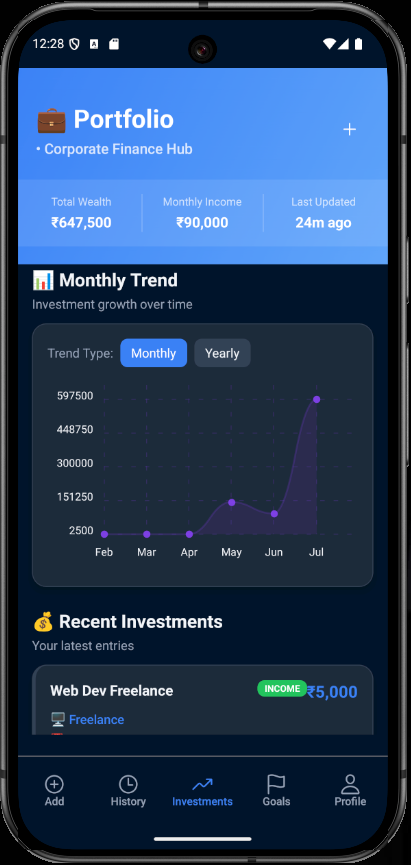 12:28
Portfolio
• Corporate Finance Hub
Total Wealth Monthly Income Last Updated
₹647,500 ₹90,000 24m ago
Monthly Trend
Investment growth over time
Trend Type: Monthly Yearly
597500
448750
300000
151250
2500
Feb Mar Apr May Jun Jul
Recent Investments
Your latest entries
Web Dev Freelance INCOME ₹5,000
Freelance
Add History Investments Goals Profile